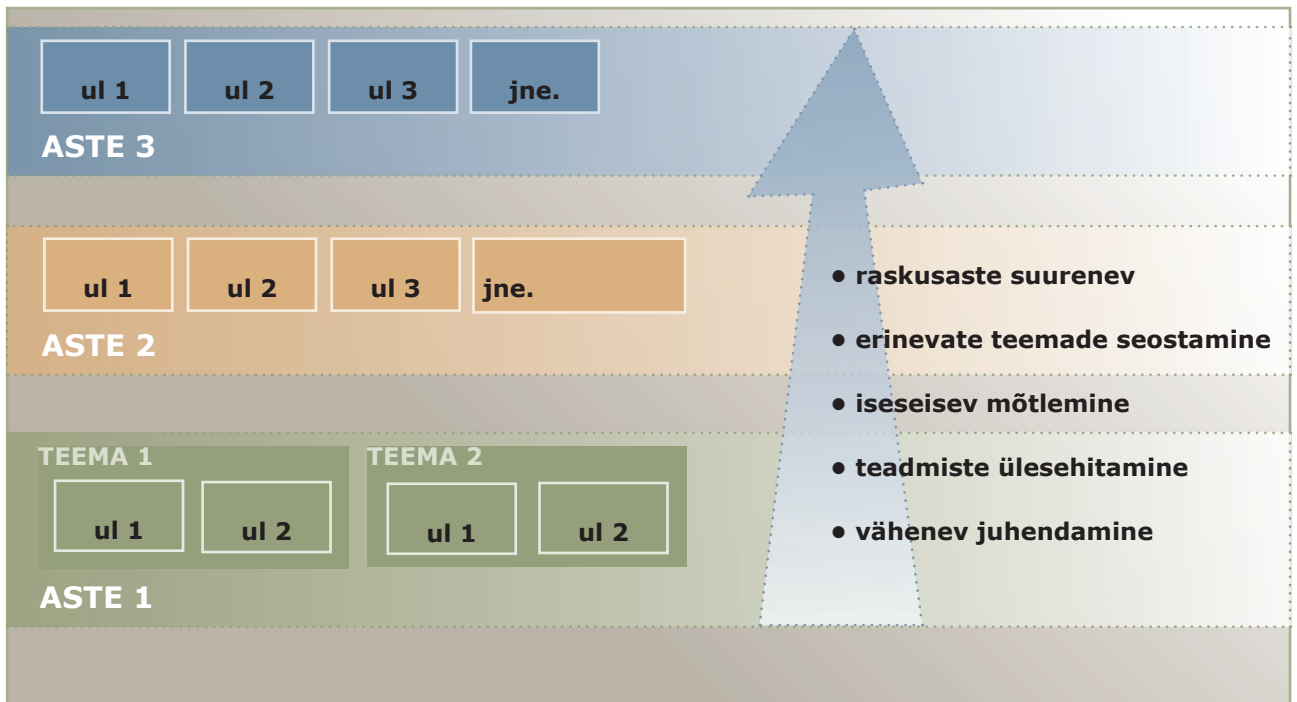 ul 1 ul 2 ul 3 jne.
ASTE 3
ul 1 ul 2 ul 3 jne.
ASTE 2
TEEMA 1 TEEMA 2
ul 1 ul 2 ul 1 ul 2
ASTE 1
• raskusaste suurenev
• erinevate teemade seostamine
• iseseisev mõtlemine
• teadmiste ülesehitamine
• vähenev juhendamine